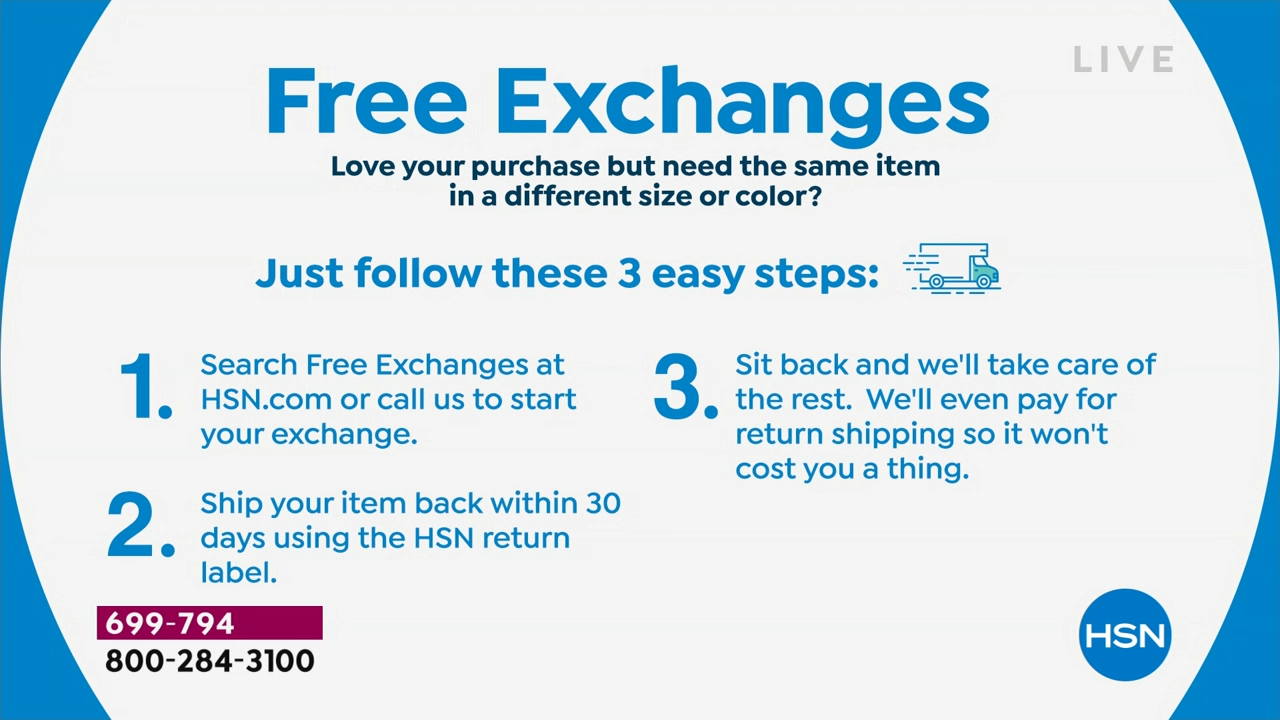 LIVE
Free Exchanges
Love your purchase but need the same item
in a different size or color?
Just follow these 3 easy steps:
1. Search Free Exchanges at
HSN.com or call us to start
your exchange.
2. Ship your item back within 30
days using the HSN return
label.
3. Sit back and we'll take care of
the rest. We'll even pay for
return shipping so it won't
cost you a thing.
699-794
800-284-3100
HSN